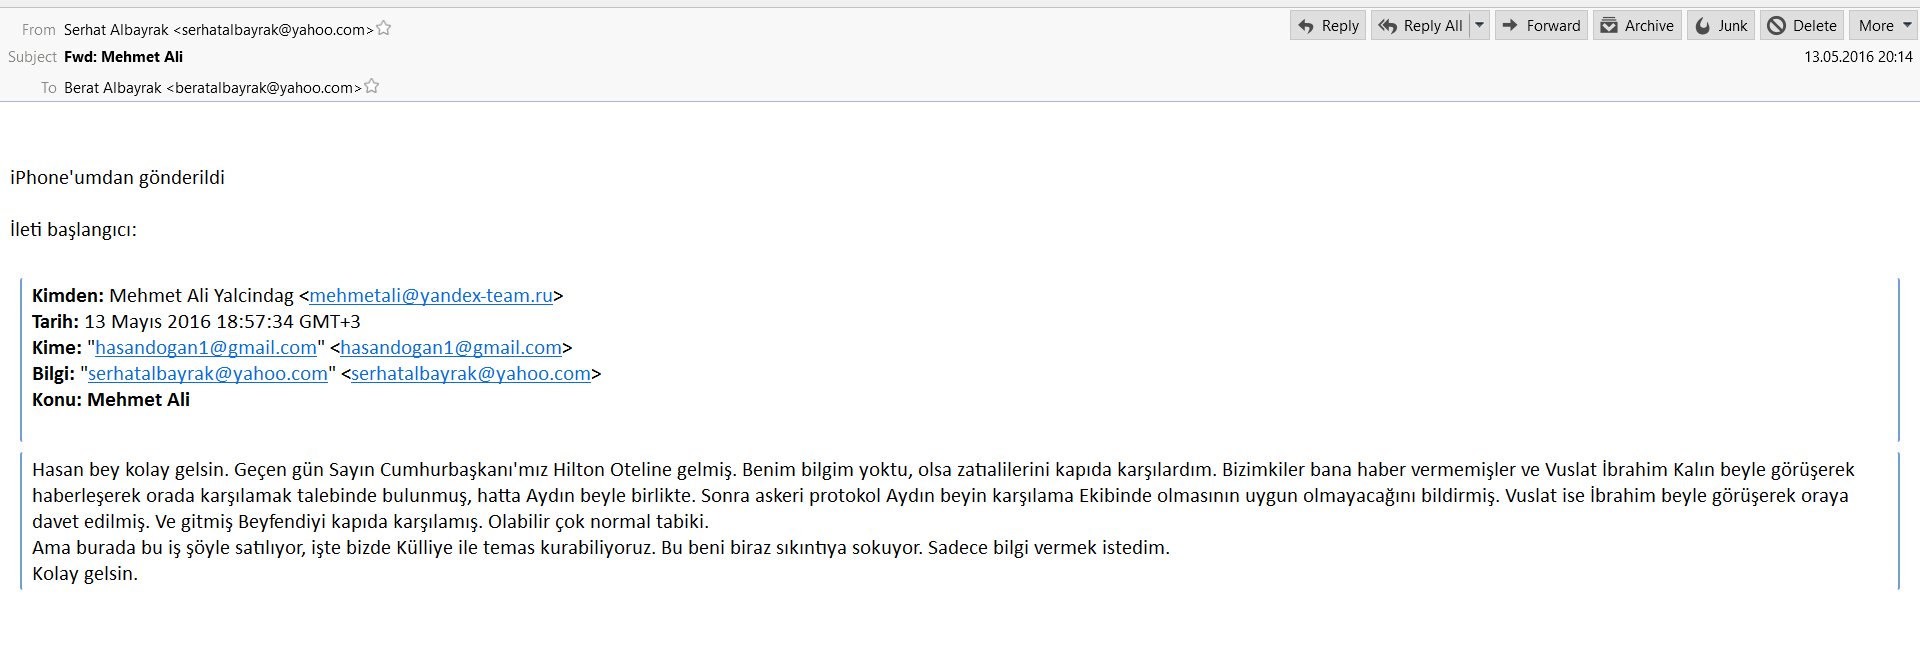 From Serhat Albayrak <serhatalbayrak@yahoo.com>
Reply Reply All Forward Archive Junk Delete More
Subject Fwd: Mehmet Ali
13.05.2016 20:14
To Berat Albayrak <beratalbayrak@yahoo.com>
iPhone'umdan gönderildi
İleti başlangıcı:
Kimden: Mehmet Ali Yalcindag <mehmetali@yandex-team.ru>
Tarih: 13 Mayıs 2016 18:57:34 GMT+3
Kime: "hasandogan1@gmail.com" <hasandogan1@gmail.com>
Bilgi: "serhatalbayrak@yahoo.com" <serhatalbayrak@yahoo.com>
Konu: Mehmet Ali
Hasan bey kolay gelsin. Geçen gün Sayın Cumhurbaşkanı'mız Hilton Oteline gelmiş. Benim bilgim yoktu, olsa zatıalilerini kapıda karşılardım. Bizimkiler bana haber vermemişler ve Vuslat İbrahim Kalın beyle görüşerek
haberleşerek orada karşılamak talebinde bulunmuş, hatta Aydın beyle birlikte. Sonra askeri protokol Aydın beyin karşılama Ekibinde olmasının uygun olmayacağını bildirmiş. Vuslat ise İbrahim beyle görüşerek oraya
davet edilmiş. Ve gitmiş Beyfendiyi kapıda karşılamış. Olabilir çok normal tabiki.
Ama burada bu iş şöyle satılıyor, işte bizde Külliye ile temas kurabiliyoruz. Bu beni biraz sıkıntıya sokuyor. Sadece bilgi vermek istedim.
Kolay gelsin.